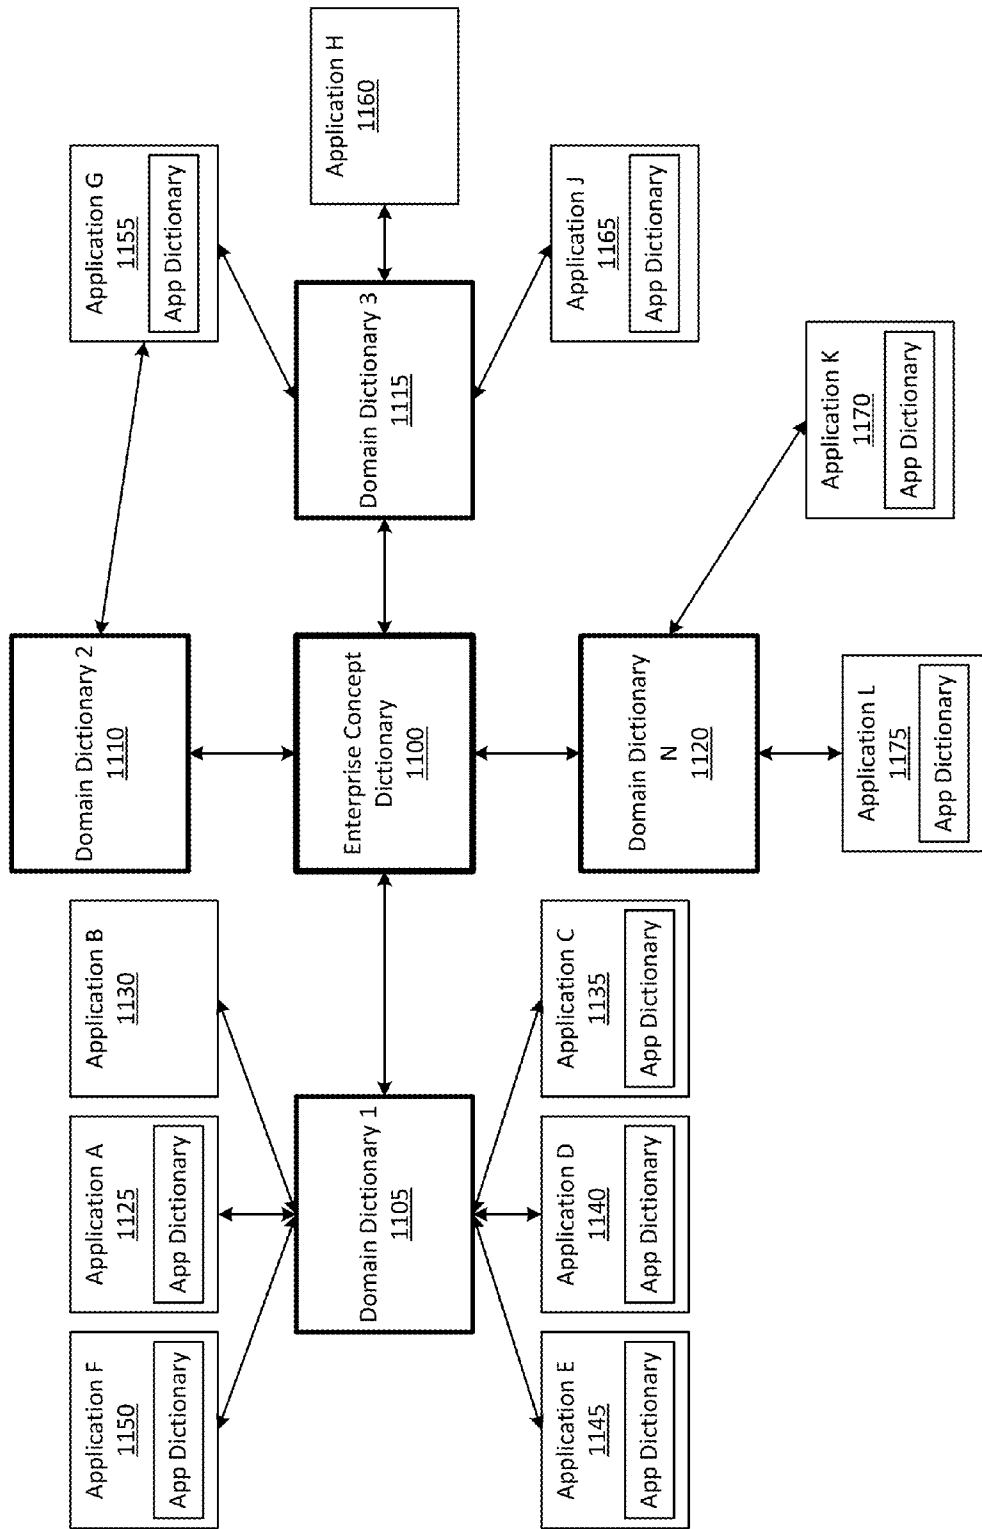 Application F
1150
App Dictionary
Application A
1125
App Dictionary
Application B
1130
Domain Dictionary 2
1110
Application G
1155
App Dictionary
Domain Dictionary 1
1105
Enterprise Concept
Dictionary
1100
Domain Dictionary 3
1115
Application H
1160
Application E
1145
App Dictionary
Application D
1140
App Dictionary
Application C
1135
App Dictionary
Domain Dictionary
N
1120
Application J
1165
App Dictionary
Application L
1175
App Dictionary
Application K
1170
App Dictionary